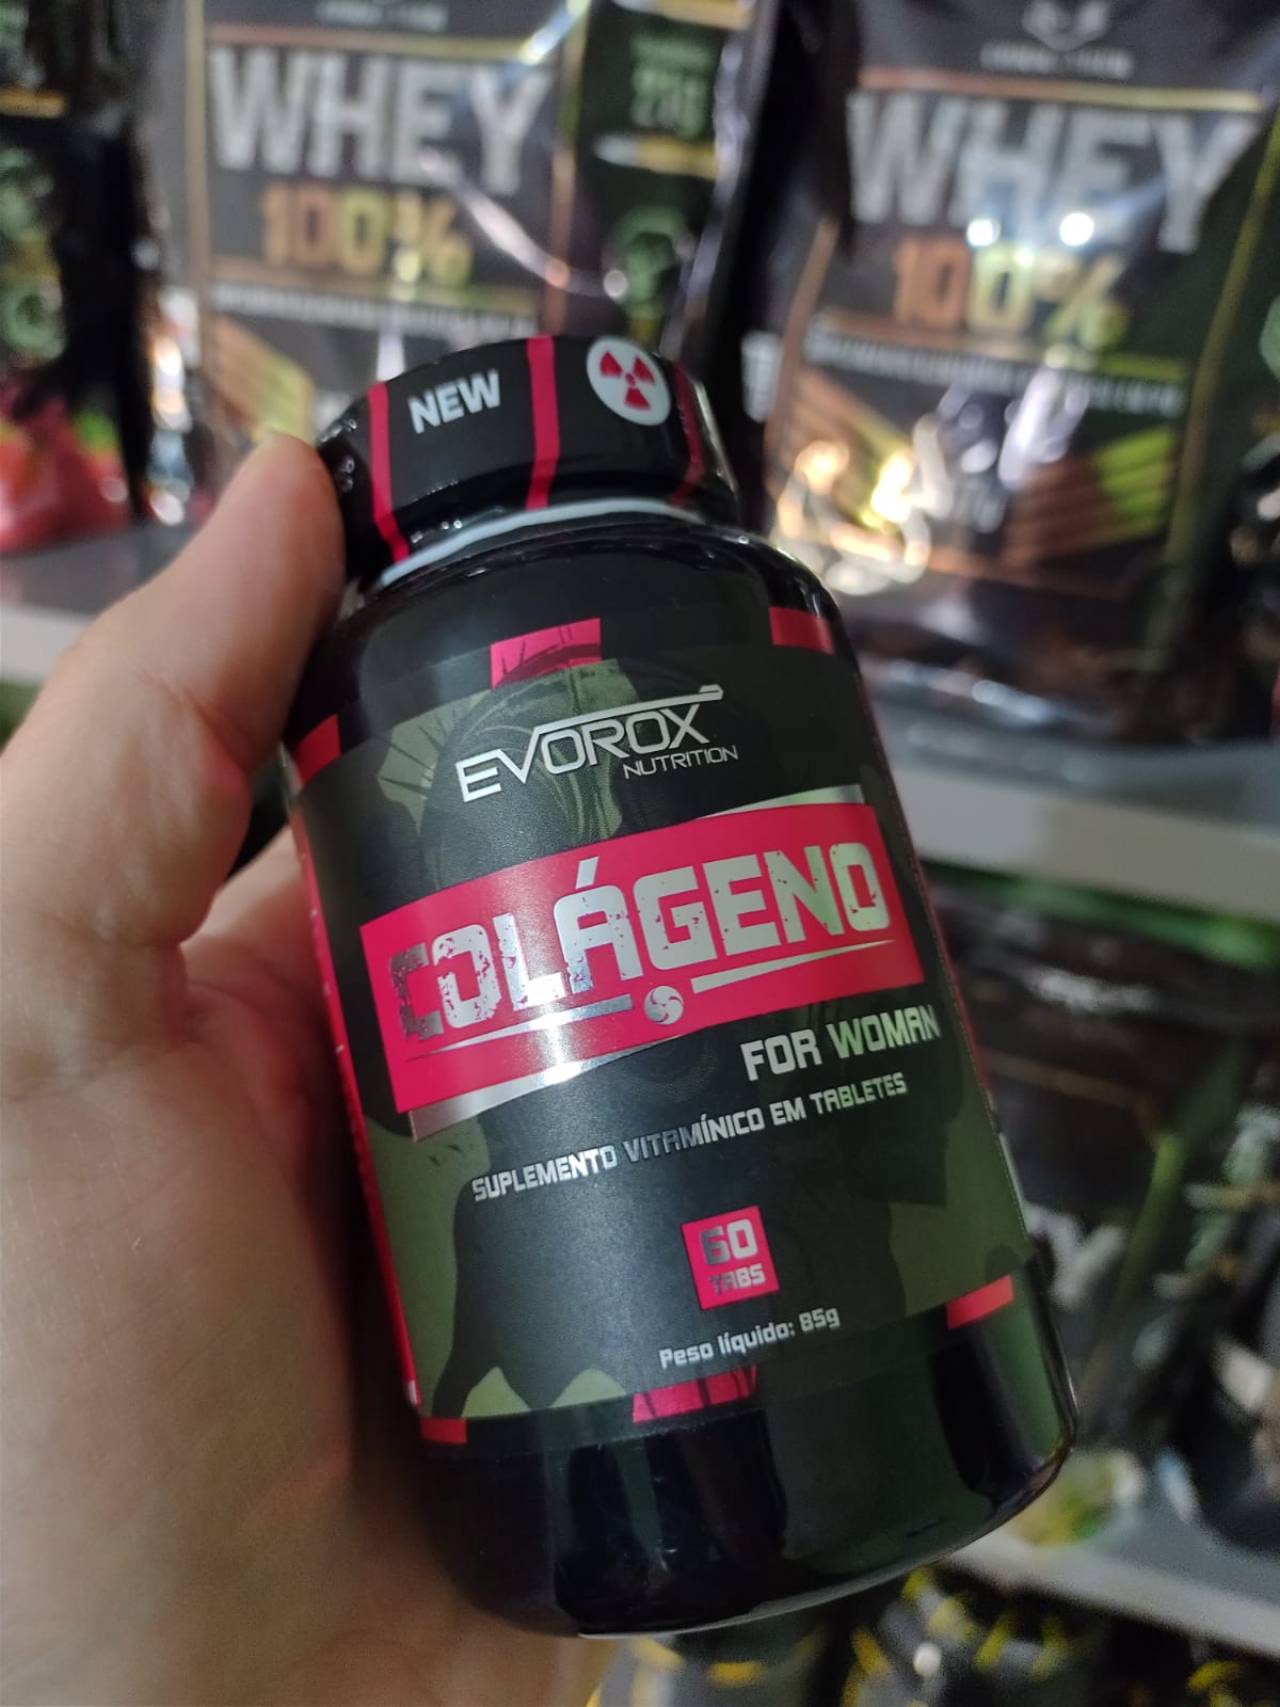 WHEY
100%
WHEY
100%
NEW
EVOROX
NUTRITION
COLÁGENO
FOR WOMAN
SUPLEMENTO VITAMÍNICO EM TABLETES
60
TABS
Peso líquido: 85g